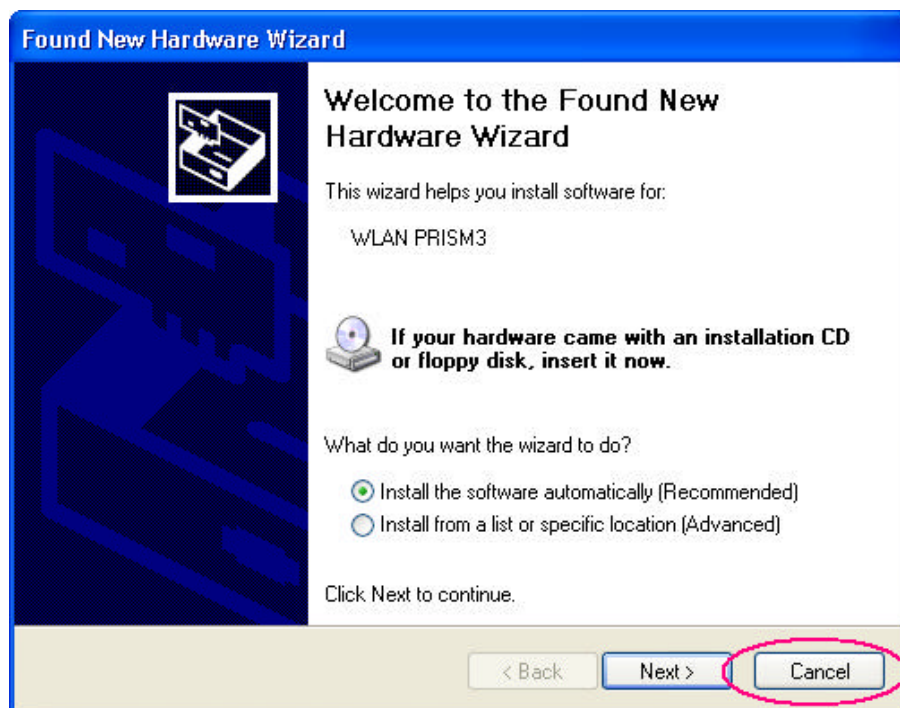 Found New Hardware Wizard
Welcome to the Found New
Hardware Wizard
This wizard helps you install software for:
WLAN PRISM3
If your hardware came with an installation CD
or floppy disk, insert it now.
What do you want the wizard to do?
Install the software automatically (Recommended)
Install from a list or specific location (Advanced)
Click Next to continue.
< Back Next > Cancel